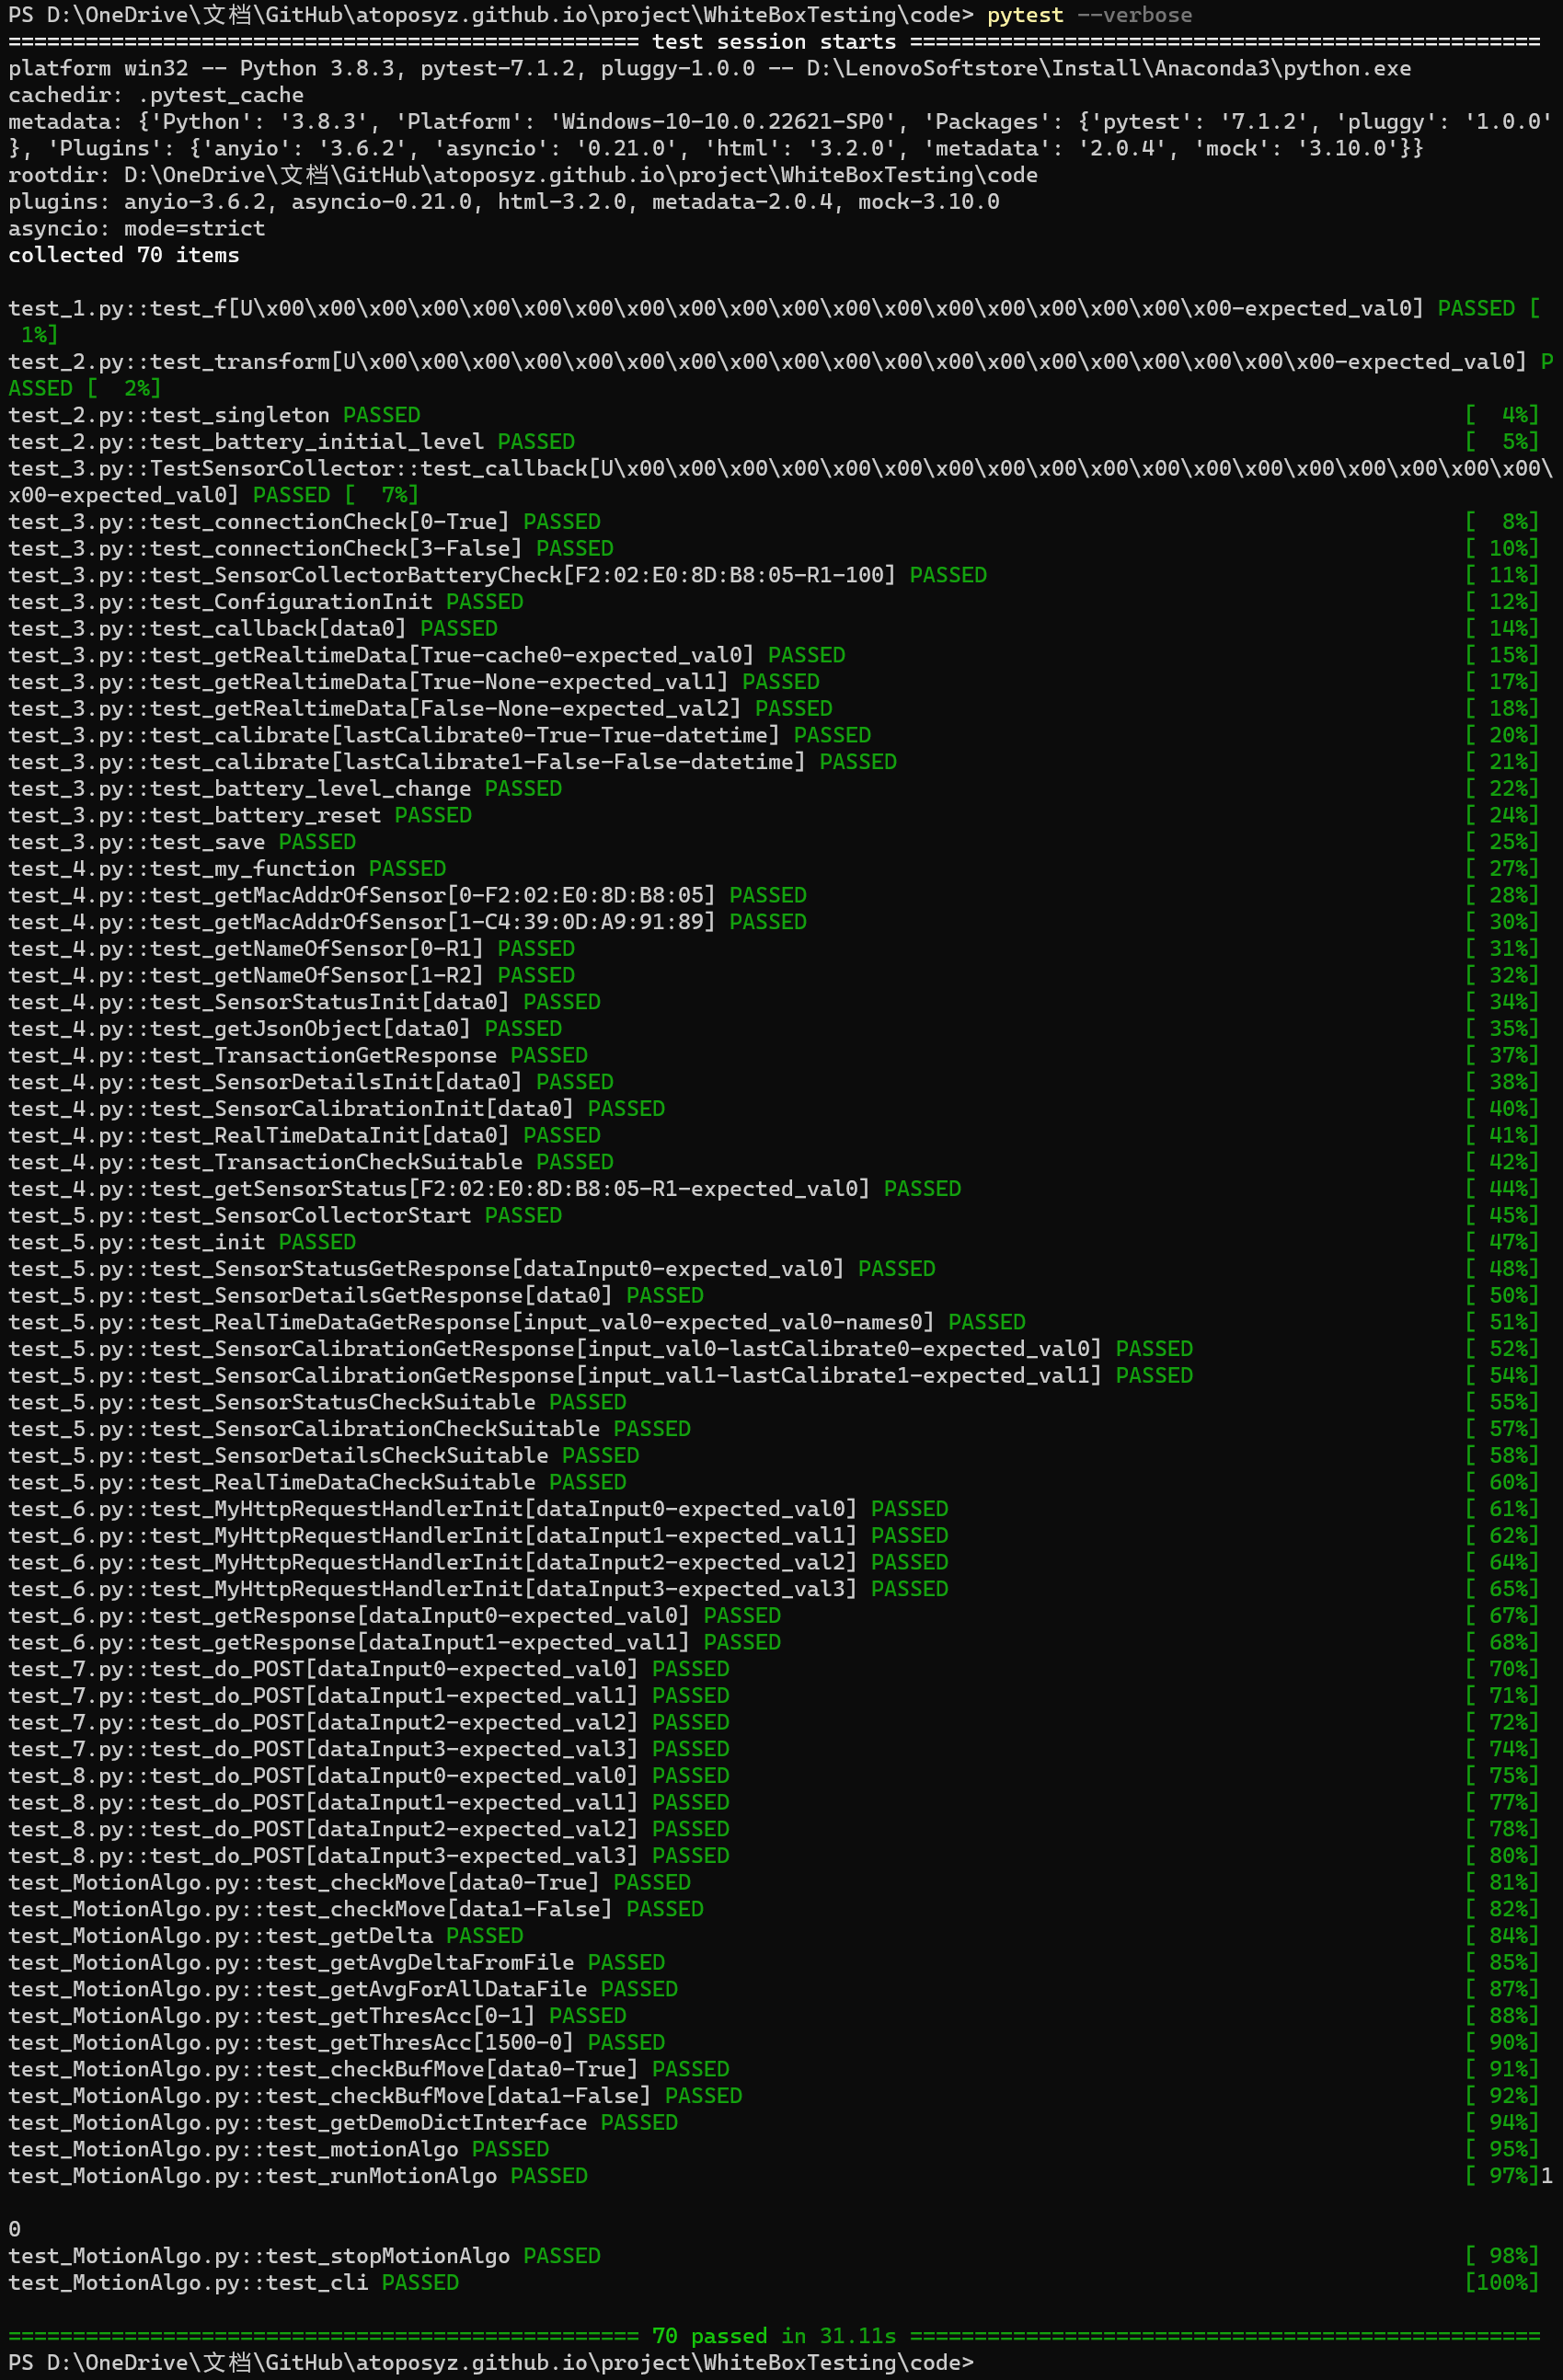 PS D:\OneDrive\文档\GitHub\atoposyz.github.io\project\WhiteBoxTesting\code> pytest --verbose
================================================= test session starts =================================================
platform win32 -- Python 3.8.3, pytest-7.1.2, pluggy-1.0.0 -- D:\LenovoSoftstore\Install\Anaconda3\python.exe
cachedir: .pytest_cache
metadata: {'Python': '3.8.3', 'Platform': 'Windows-10-10.0.22621-SP0', 'Packages': {'pytest': '7.1.2', 'pluggy': '1.0.0'
}, 'Plugins': {'anyio': '3.6.2', 'asyncio': '0.21.0', 'html': '3.2.0', 'metadata': '2.0.4', 'mock': '3.10.0'}}
rootdir: D:\OneDrive\文档\GitHub\atoposyz.github.io\project\WhiteBoxTesting\code
plugins: anyio-3.6.2, asyncio-0.21.0, html-3.2.0, metadata-2.0.4, mock-3.10.0
asyncio: mode=strict
collected 70 items
test_1.py::test_f[U\x00\x00\x00\x00\x00\x00\x00\x00\x00\x00\x00\x00\x00\x00\x00\x00\x00\x00\x00-expected_val0] PASSED [
 1%]
test_2.py::test_transform[U\x00\x00\x00\x00\x00\x00\x00\x00\x00\x00\x00\x00\x00\x00\x00\x00\x00\x00\x00-expected_val0] P
ASSED [  2%]
test_2.py::test_singleton PASSED [  4%]
test_2.py::test_battery_initial_level PASSED [  5%]
test_3.py::TestSensorCollector::test_callback[U\x00\x00\x00\x00\x00\x00\x00\x00\x00\x00\x00\x00\x00\x00\x00\x00\x00\x00\
x00-expected_val0] PASSED [  7%]
test_3.py::test_connectionCheck[0-True] PASSED [  8%]
test_3.py::test_connectionCheck[3-False] PASSED [ 10%]
test_3.py::test_SensorCollectorBatteryCheck[F2:02:E0:8D:B8:05-R1-100] PASSED [ 11%]
test_3.py::test_ConfigurationInit PASSED [ 12%]
test_3.py::test_callback[data0] PASSED [ 14%]
test_3.py::test_getRealtimeData[True-cache0-expected_val0] PASSED [ 15%]
test_3.py::test_getRealtimeData[True-None-expected_val1] PASSED [ 17%]
test_3.py::test_getRealtimeData[False-None-expected_val2] PASSED [ 18%]
test_3.py::test_calibrate[lastCalibrate0-True-True-datetime] PASSED [ 20%]
test_3.py::test_calibrate[lastCalibrate1-False-False-datetime] PASSED [ 21%]
test_3.py::test_battery_level_change PASSED [ 22%]
test_3.py::test_battery_reset PASSED [ 24%]
test_3.py::test_save PASSED [ 25%]
test_4.py::test_my_function PASSED [ 27%]
test_4.py::test_getMacAddrOfSensor[0-F2:02:E0:8D:B8:05] PASSED [ 28%]
test_4.py::test_getMacAddrOfSensor[1-C4:39:0D:A9:91:89] PASSED [ 30%]
test_4.py::test_getNameOfSensor[0-R1] PASSED [ 31%]
test_4.py::test_getNameOfSensor[1-R2] PASSED [ 32%]
test_4.py::test_SensorStatusInit[data0] PASSED [ 34%]
test_4.py::test_getJsonObject[data0] PASSED [ 35%]
test_4.py::test_TransactionGetResponse PASSED [ 37%]
test_4.py::test_SensorDetailsInit[data0] PASSED [ 38%]
test_4.py::test_SensorCalibrationInit[data0] PASSED [ 40%]
test_4.py::test_RealTimeDataInit[data0] PASSED [ 41%]
test_4.py::test_TransactionCheckSuitable PASSED [ 42%]
test_4.py::test_getSensorStatus[F2:02:E0:8D:B8:05-R1-expected_val0] PASSED [ 44%]
test_5.py::test_SensorCollectorStart PASSED [ 45%]
test_5.py::test_init PASSED [ 47%]
test_5.py::test_SensorStatusGetResponse[dataInput0-expected_val0] PASSED [ 48%]
test_5.py::test_SensorDetailsGetResponse[data0] PASSED [ 50%]
test_5.py::test_RealTimeDataGetResponse[input_val0-expected_val0-names0] PASSED [ 51%]
test_5.py::test_SensorCalibrationGetResponse[input_val0-lastCalibrate0-expected_val0] PASSED [ 52%]
test_5.py::test_SensorCalibrationGetResponse[input_val1-lastCalibrate1-expected_val1] PASSED [ 54%]
test_5.py::test_SensorStatusCheckSuitable PASSED [ 55%]
test_5.py::test_SensorCalibrationCheckSuitable PASSED [ 57%]
test_5.py::test_SensorDetailsCheckSuitable PASSED [ 58%]
test_5.py::test_RealTimeDataCheckSuitable PASSED [ 60%]
test_6.py::test_MyHttpRequestHandlerInit[dataInput0-expected_val0] PASSED [ 61%]
test_6.py::test_MyHttpRequestHandlerInit[dataInput1-expected_val1] PASSED [ 62%]
test_6.py::test_MyHttpRequestHandlerInit[dataInput2-expected_val2] PASSED [ 64%]
test_6.py::test_MyHttpRequestHandlerInit[dataInput3-expected_val3] PASSED [ 65%]
test_6.py::test_getResponse[dataInput0-expected_val0] PASSED [ 67%]
test_6.py::test_getResponse[dataInput1-expected_val1] PASSED [ 68%]
test_7.py::test_do_POST[dataInput0-expected_val0] PASSED [ 70%]
test_7.py::test_do_POST[dataInput1-expected_val1] PASSED [ 71%]
test_7.py::test_do_POST[dataInput2-expected_val2] PASSED [ 72%]
test_7.py::test_do_POST[dataInput3-expected_val3] PASSED [ 74%]
test_8.py::test_do_POST[dataInput0-expected_val0] PASSED [ 75%]
test_8.py::test_do_POST[dataInput1-expected_val1] PASSED [ 77%]
test_8.py::test_do_POST[dataInput2-expected_val2] PASSED [ 78%]
test_8.py::test_do_POST[dataInput3-expected_val3] PASSED [ 80%]
test_MotionAlgo.py::test_checkMove[data0-True] PASSED [ 81%]
test_MotionAlgo.py::test_checkMove[data1-False] PASSED [ 82%]
test_MotionAlgo.py::test_getDelta PASSED [ 84%]
test_MotionAlgo.py::test_getAvgDeltaFromFile PASSED [ 85%]
test_MotionAlgo.py::test_getAvgForAllDataFile PASSED [ 87%]
test_MotionAlgo.py::test_getThresAcc[0-1] PASSED [ 88%]
test_MotionAlgo.py::test_getThresAcc[1500-0] PASSED [ 90%]
test_MotionAlgo.py::test_checkBufMove[data0-True] PASSED [ 91%]
test_MotionAlgo.py::test_checkBufMove[data1-False] PASSED [ 92%]
test_MotionAlgo.py::test_getDemoDictInterface PASSED [ 94%]
test_MotionAlgo.py::test_motionAlgo PASSED [ 95%]
test_MotionAlgo.py::test_runMotionAlgo PASSED [ 97%]1
0
test_MotionAlgo.py::test_stopMotionAlgo PASSED [ 98%]
test_MotionAlgo.py::test_cli PASSED [100%]
================================================= 70 passed in 31.11s =================================================
PS D:\OneDrive\文档\GitHub\atoposyz.github.io\project\WhiteBoxTesting\code>